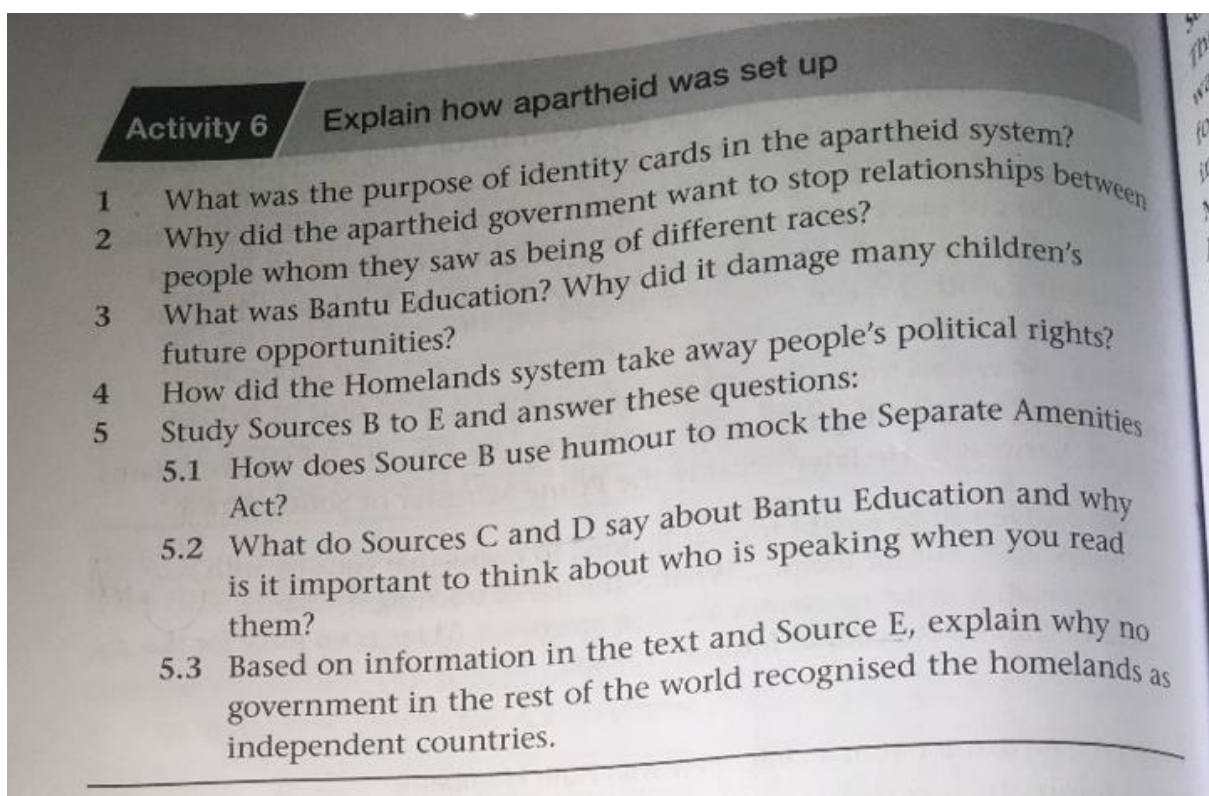 Activity 6 Explain how apartheid was set up
1 What was the purpose of identity cards in the apartheid system?
2 Why did the apartheid government want to stop relationships between
people whom they saw as being of different races?
3 What was Bantu Education? Why did it damage many children's
future opportunities?
4 How did the Homelands system take away people's political rights?
5 Study Sources B to E and answer these questions:
5.1 How does Source B use humour to mock the Separate Amenities
Act?
5.2 What do Sources C and D say about Bantu Education and why
is it important to think about who is speaking when you read
them?
5.3 Based on information in the text and Source E, explain why no
government in the rest of the world recognised the homelands as
independent countries.